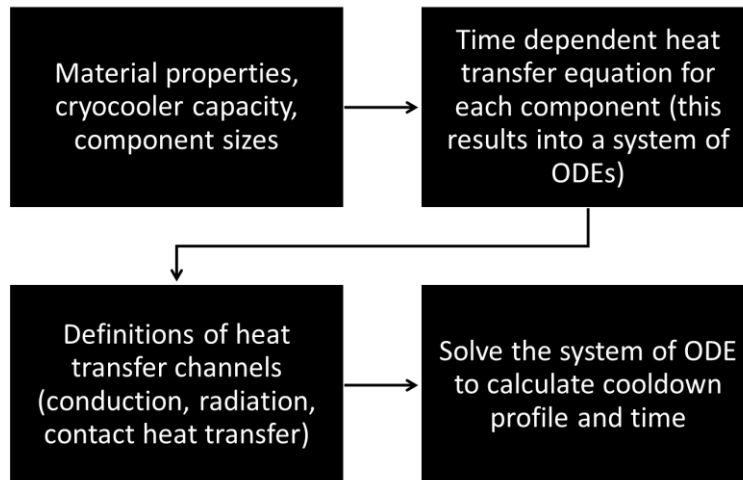 Material properties,
cryocooler capacity,
component sizes
Time dependent heat
transfer equation for
each component (this
results into a system of
ODEs)
Definitions of heat
transfer channels
(conduction, radiation,
contact heat transfer)
Solve the system of ODE
to calculate cooldown
profile and time